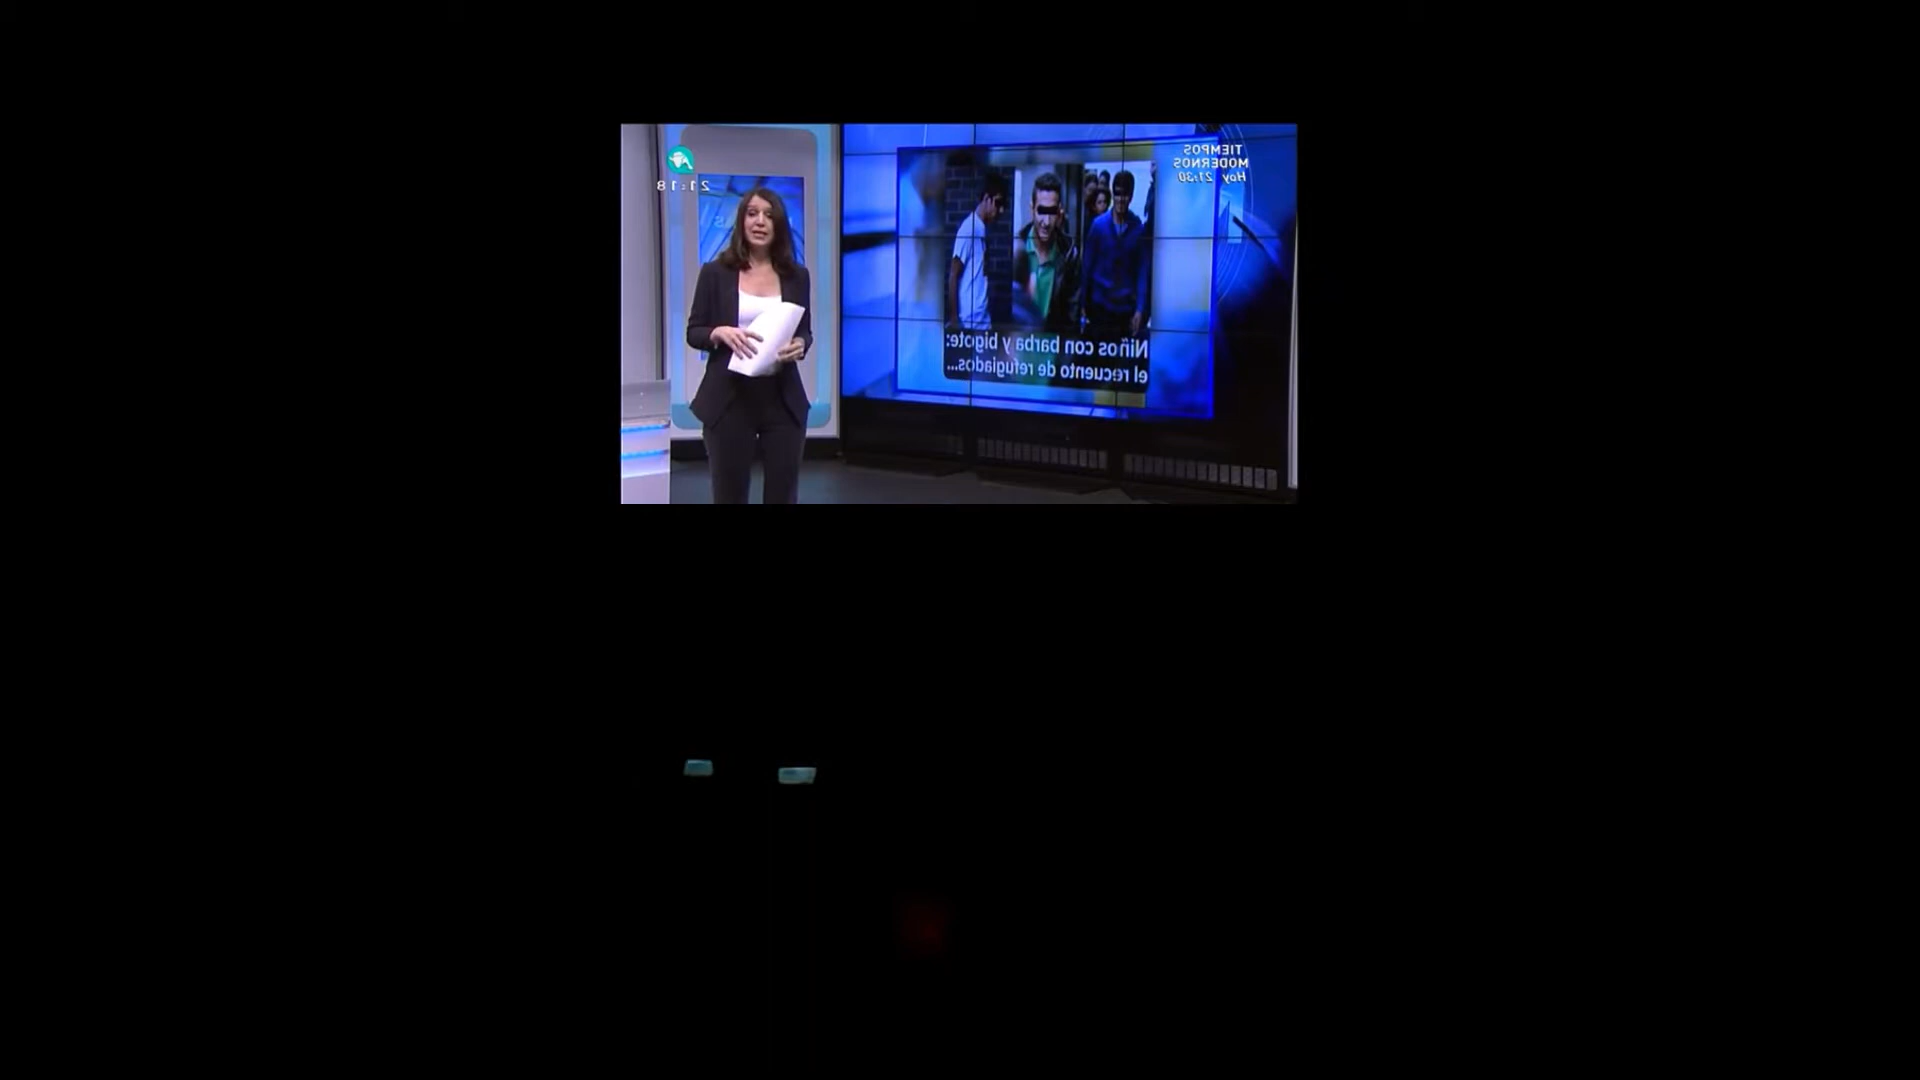 TIEMPOS
MODERNOS
Hoy 21:30
21:18
Niños con barba y bigote:
el recuento de refugiados...